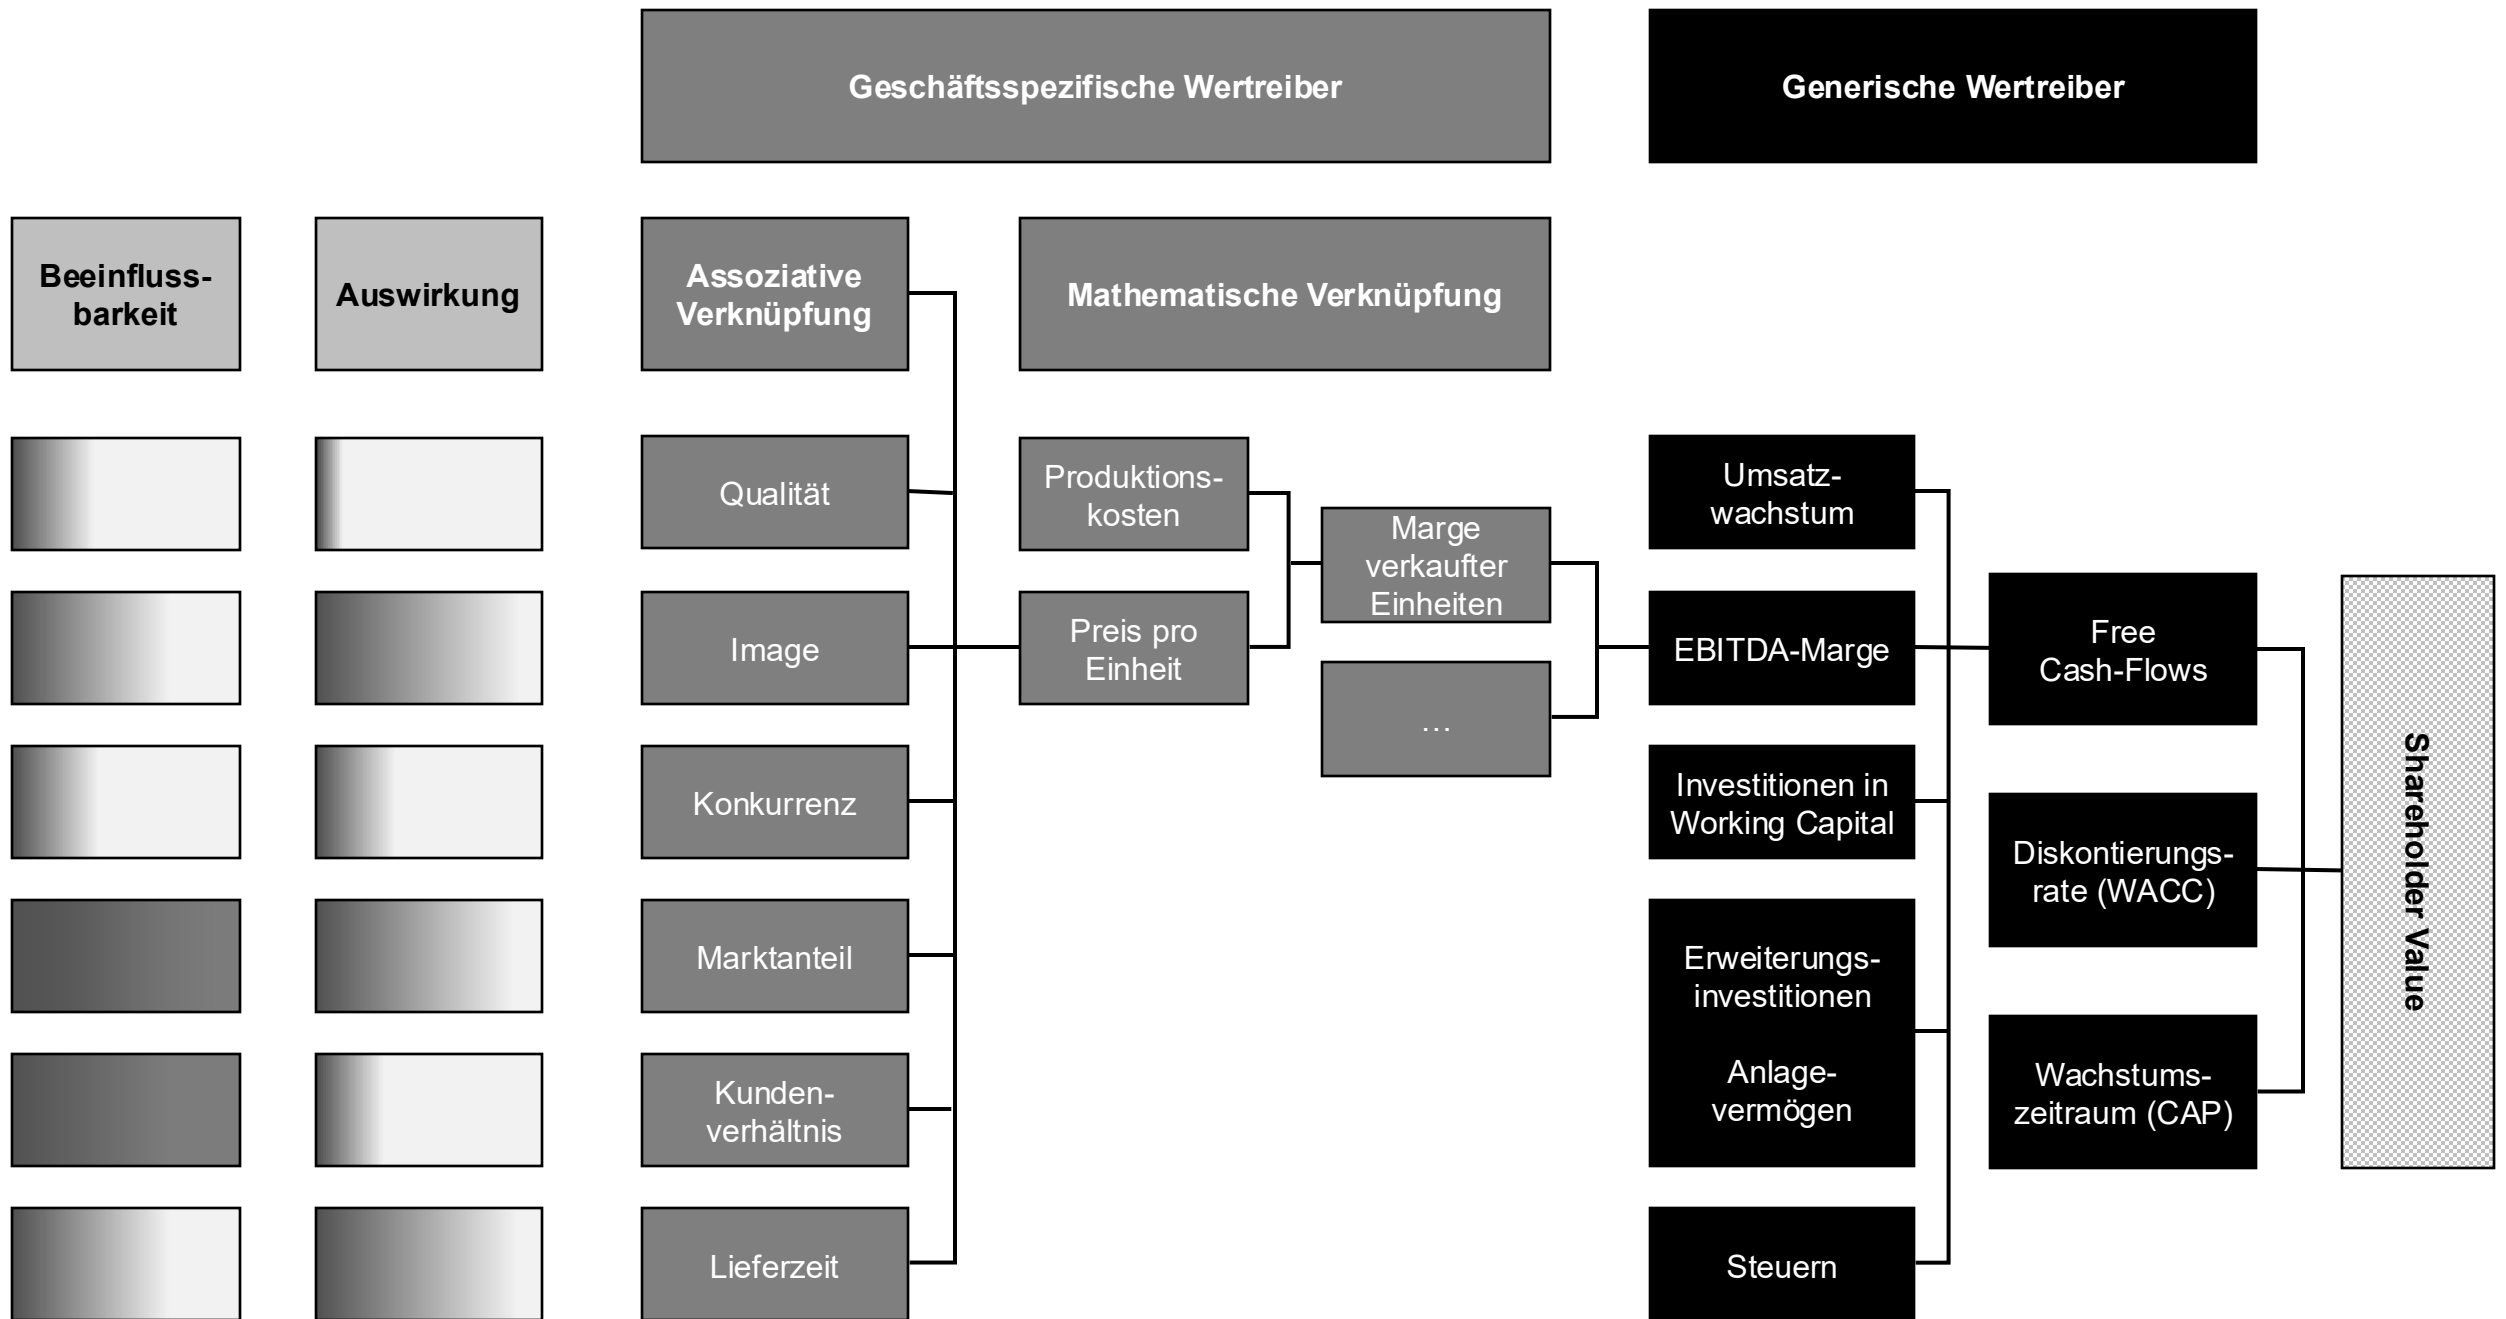 Geschäftsspezifische Wertreiber
Generische Wertreiber
Beeinfluss-
barkeit
Auswirkung
Assoziative
Verknüpfung
Mathematische Verknüpfung
Qualität
Image
Konkurrenz
Marktanteil
Kunden-
verhältnis
Lieferzeit
Produktions-
kosten
Preis pro
Einheit
Marge
verkaufter
Einheiten
...
Umsatz-
wachstum
EBITDA-Marge
Investitionen in
Working Capital
Erweiterungs-
investitionen
Anlage-
vermögen
Steuern
Free
Cash-Flows
Diskontierungs-
rate (WACC)
Wachstums-
zeitraum (CAP)
Shareholder Value